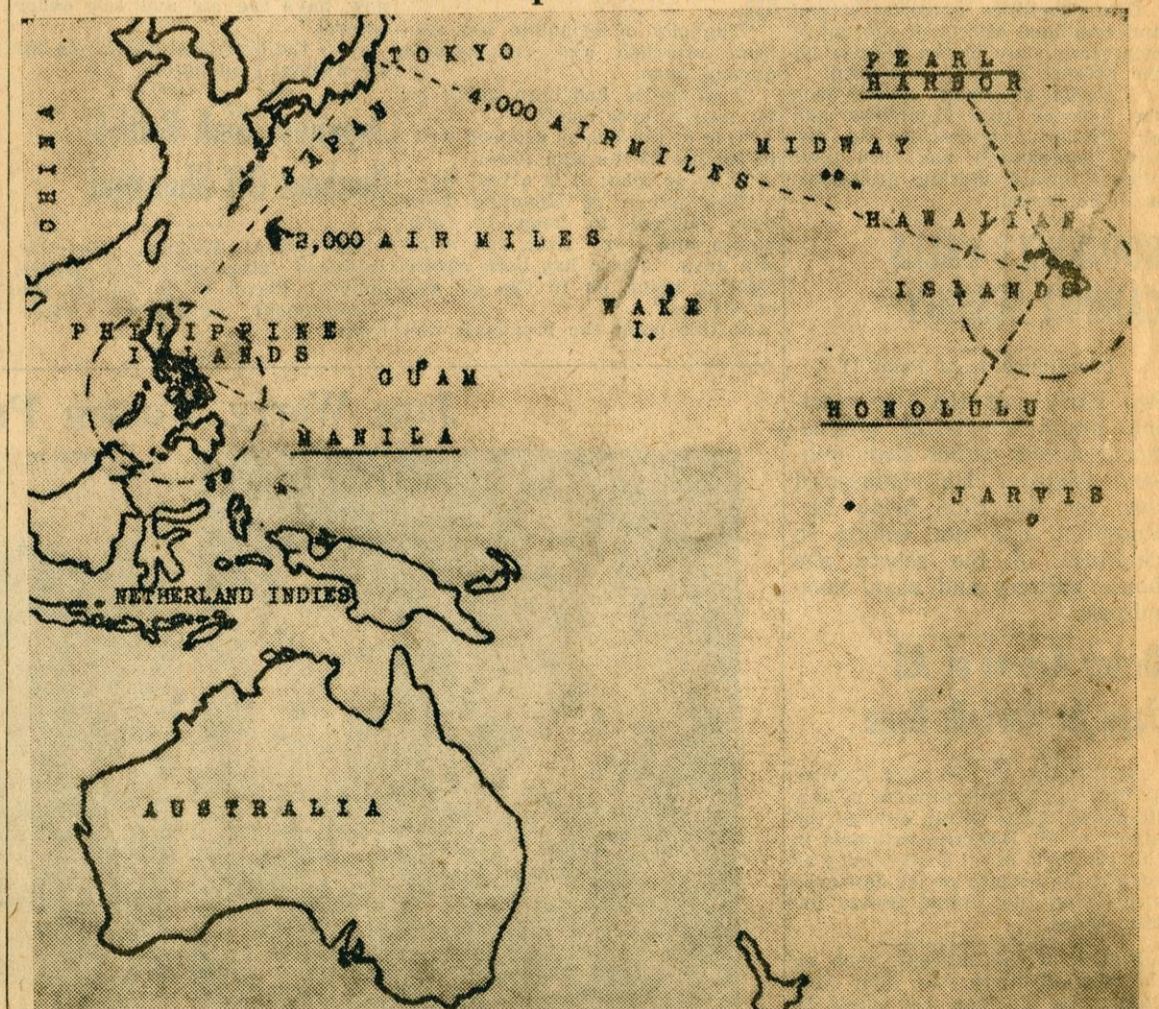 TOKYO
PEARL
HARBOR
4,000 AIRMILES
CHINA
JAPAN
MIDWAY
HAWAIIAN
ISLANDS
2,000 AIR MILES
WAKE
I.
PHILIPPINE
ISLANDS
GUAM
HONOLULU
MANILA
JARVIS
NETHERLAND INDIES
AUSTRALIA